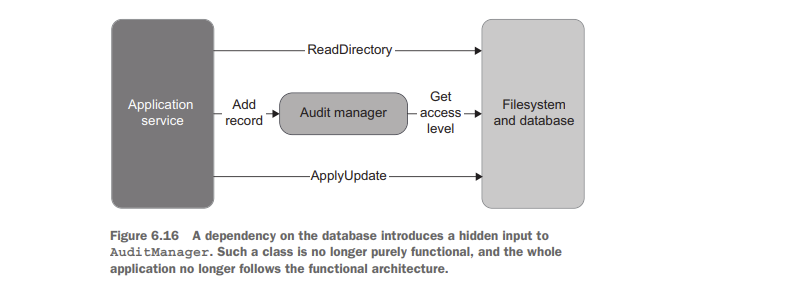 ReadDirectory
Application
service
Add
record
Audit manager
Get
access
level
Filesystem
and database
ApplyUpdate
Figure 6.16 A dependency on the database introduces a hidden input to
AuditManager. Such a class is no longer purely functional, and the whole
application no longer follows the functional architecture.